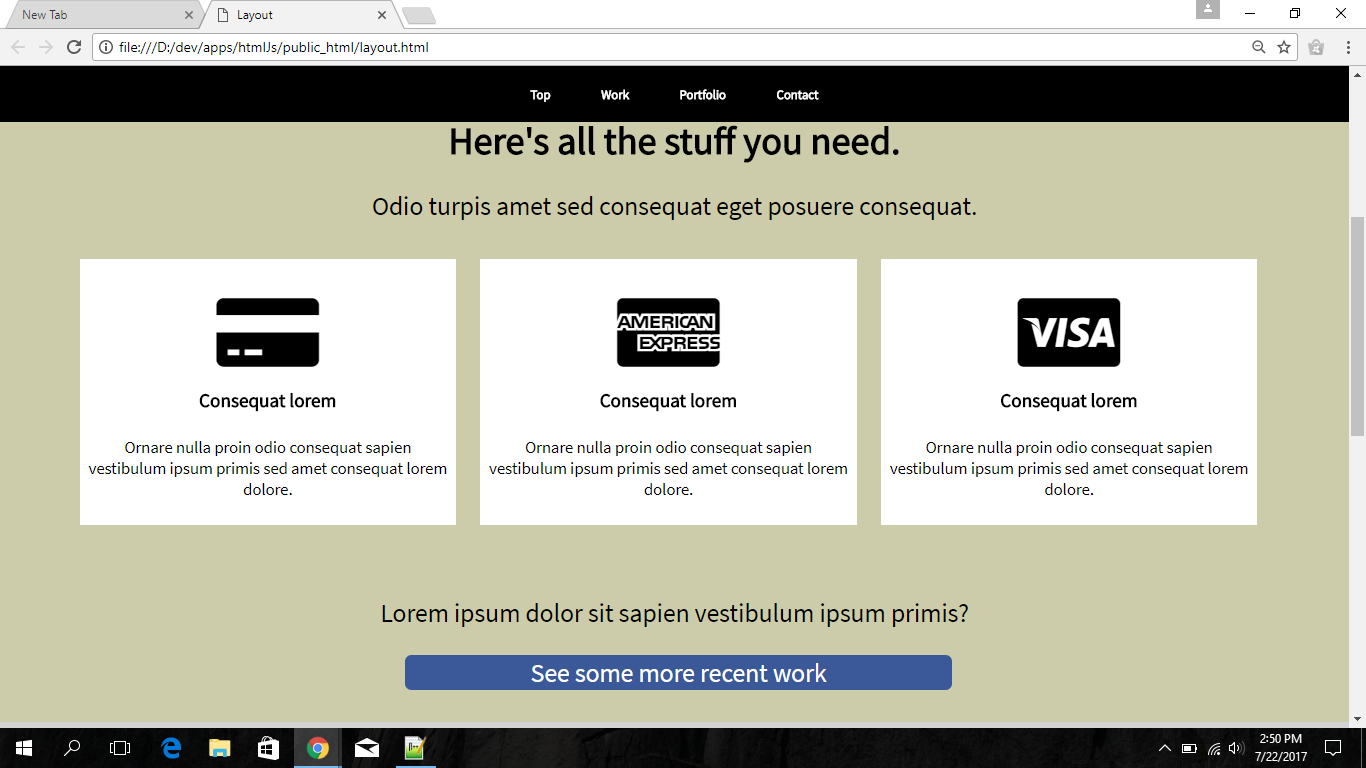 New Tab
Layout
file:///D:/dev/apps/htmlJs/public_html/layout.html
Top Work Portfolio Contact
Here's all the stuff you need.
Odio turpis amet sed consequat eget posuere consequat.
AMERICAN
EXPRESS
VISA
Consequat lorem
Ornare nulla proin odio consequat sapien
vestibulum ipsum primis sed amet consequat lorem
dolore.
Consequat lorem
Ornare nulla proin odio consequat sapien
vestibulum ipsum primis sed amet consequat lorem
dolore.
Consequat lorem
Ornare nulla proin odio consequat sapien
vestibulum ipsum primis sed amet consequat lorem
dolore.
Lorem ipsum dolor sit sapien vestibulum ipsum primis?
See some more recent work
2:50 PM
7/22/2017